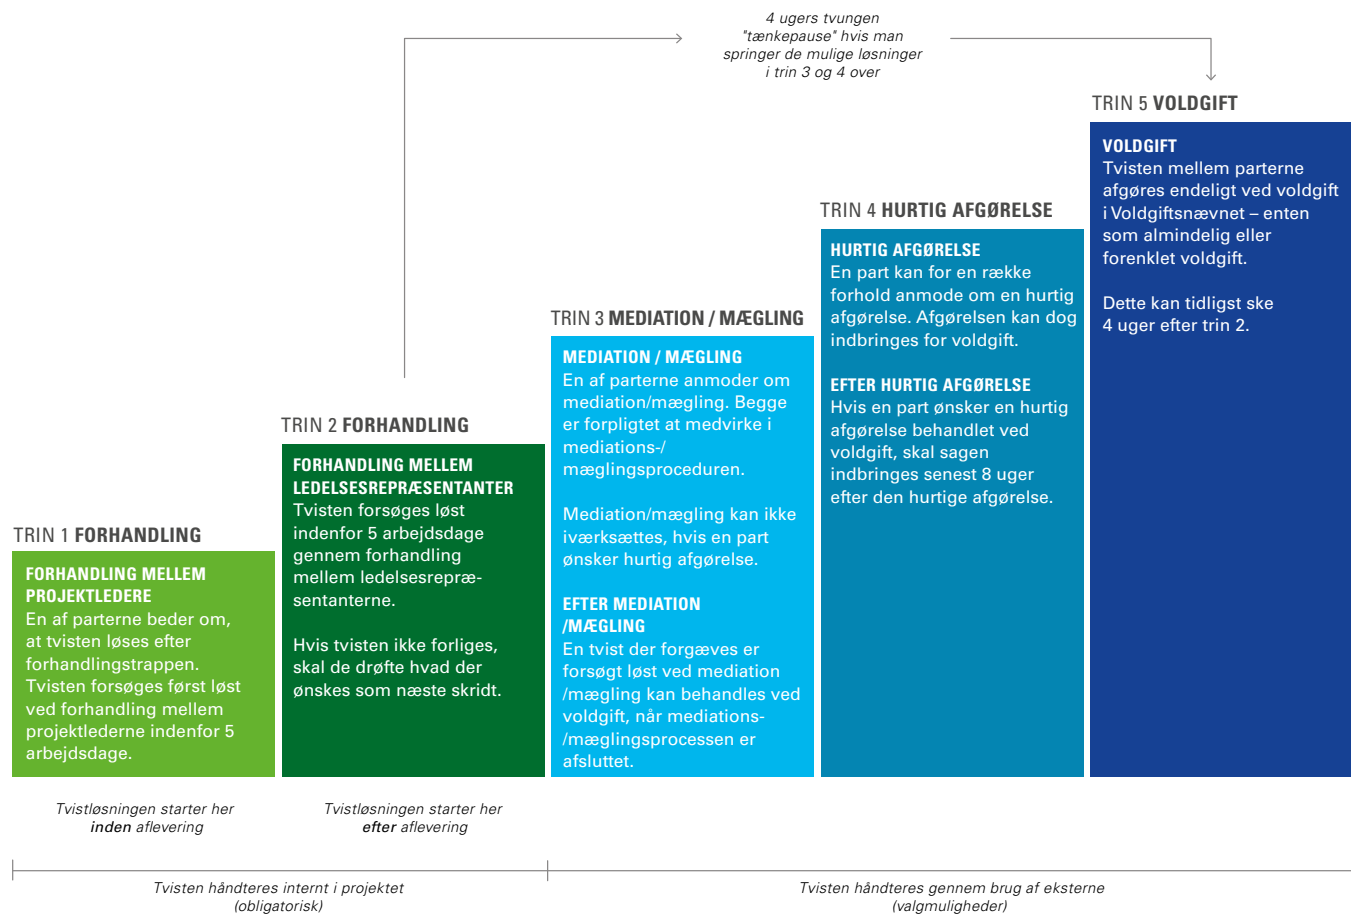 4 ugers tvungen
"tænkepause" hvis man
springer de mulige løsninger
i trin 3 og 4 over
TRIN 1 FORHANDLING
FORHANDLING MELLEM
PROJEKTLEDERE
En af parterne beder om,
at tvisten løses efter
forhandlingstrappen.
Tvisten forsøges først løst
ved forhandling mellem
projektlederne indenfor 5
arbejdsdage.
TRIN 2 FORHANDLING
FORHANDLING MELLEM
LEDELSESREPRÆSENTANTER
Tvisten forsøges løst
indenfor 5 arbejdsdage
gennem forhandling
mellem ledelsesrepræ-
sentanterne.
Hvis tvisten ikke forliges,
skal de drøfte hvad der
ønskes som næste skridt.
TRIN 3 MEDIATION / MÆGLING
MEDIATION / MÆGLING
En af parterne anmoder om
mediation/mægling. Begge
er forpligtet at medvirke i
mediations-/
mæglingsproceduren.
Mediation/mægling kan ikke
iværksættes, hvis en part
ønsker hurtig afgørelse.
EFTER MEDIATION
/MÆGLING
En tvist der forgæves er
forsøgt løst ved mediation
/mægling kan behandles ved
voldgift, når mediations-
/mæglingsprocessen er
afsluttet.
TRIN 4 HURTIG AFGØRELSE
HURTIG AFGØRELSE
En part kan for en række
forhold anmode om en hurtig
afgørelse. Afgørelsen kan dog
indbringes for voldgift.
EFTER HURTIG AFGØRELSE
Hvis en part ønsker en hurtig
afgørelse behandlet ved
voldgift, skal sagen
indbringes senest 8 uger
efter den hurtige afgørelse.
TRIN 5 VOLDGIFT
VOLDGIFT
Tvisten mellem parterne
afgøres endeligt ved voldgift
i Voldgiftsnævnet – enten
som almindelig eller
forenklet voldgift.
Dette kan tidligst ske
4 uger efter trin 2.
Tvistløsningen starter her
inden aflevering
Tvistløsningen starter her
efter aflevering
Tvisten håndteres internt i projektet
(obligatorisk)
Tvisten håndteres gennem brug af eksterne
(valgmuligheder)